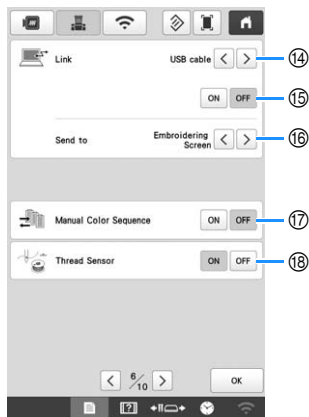 Link
USB cable < >
⑭
ON OFF
⑮
Send to
Embroidering
Screen
< >
⑯
Manual Color Sequence
ON OFF
⑰
Thread Sensor
ON OFF
⑱
< 6/10 >
OK
?